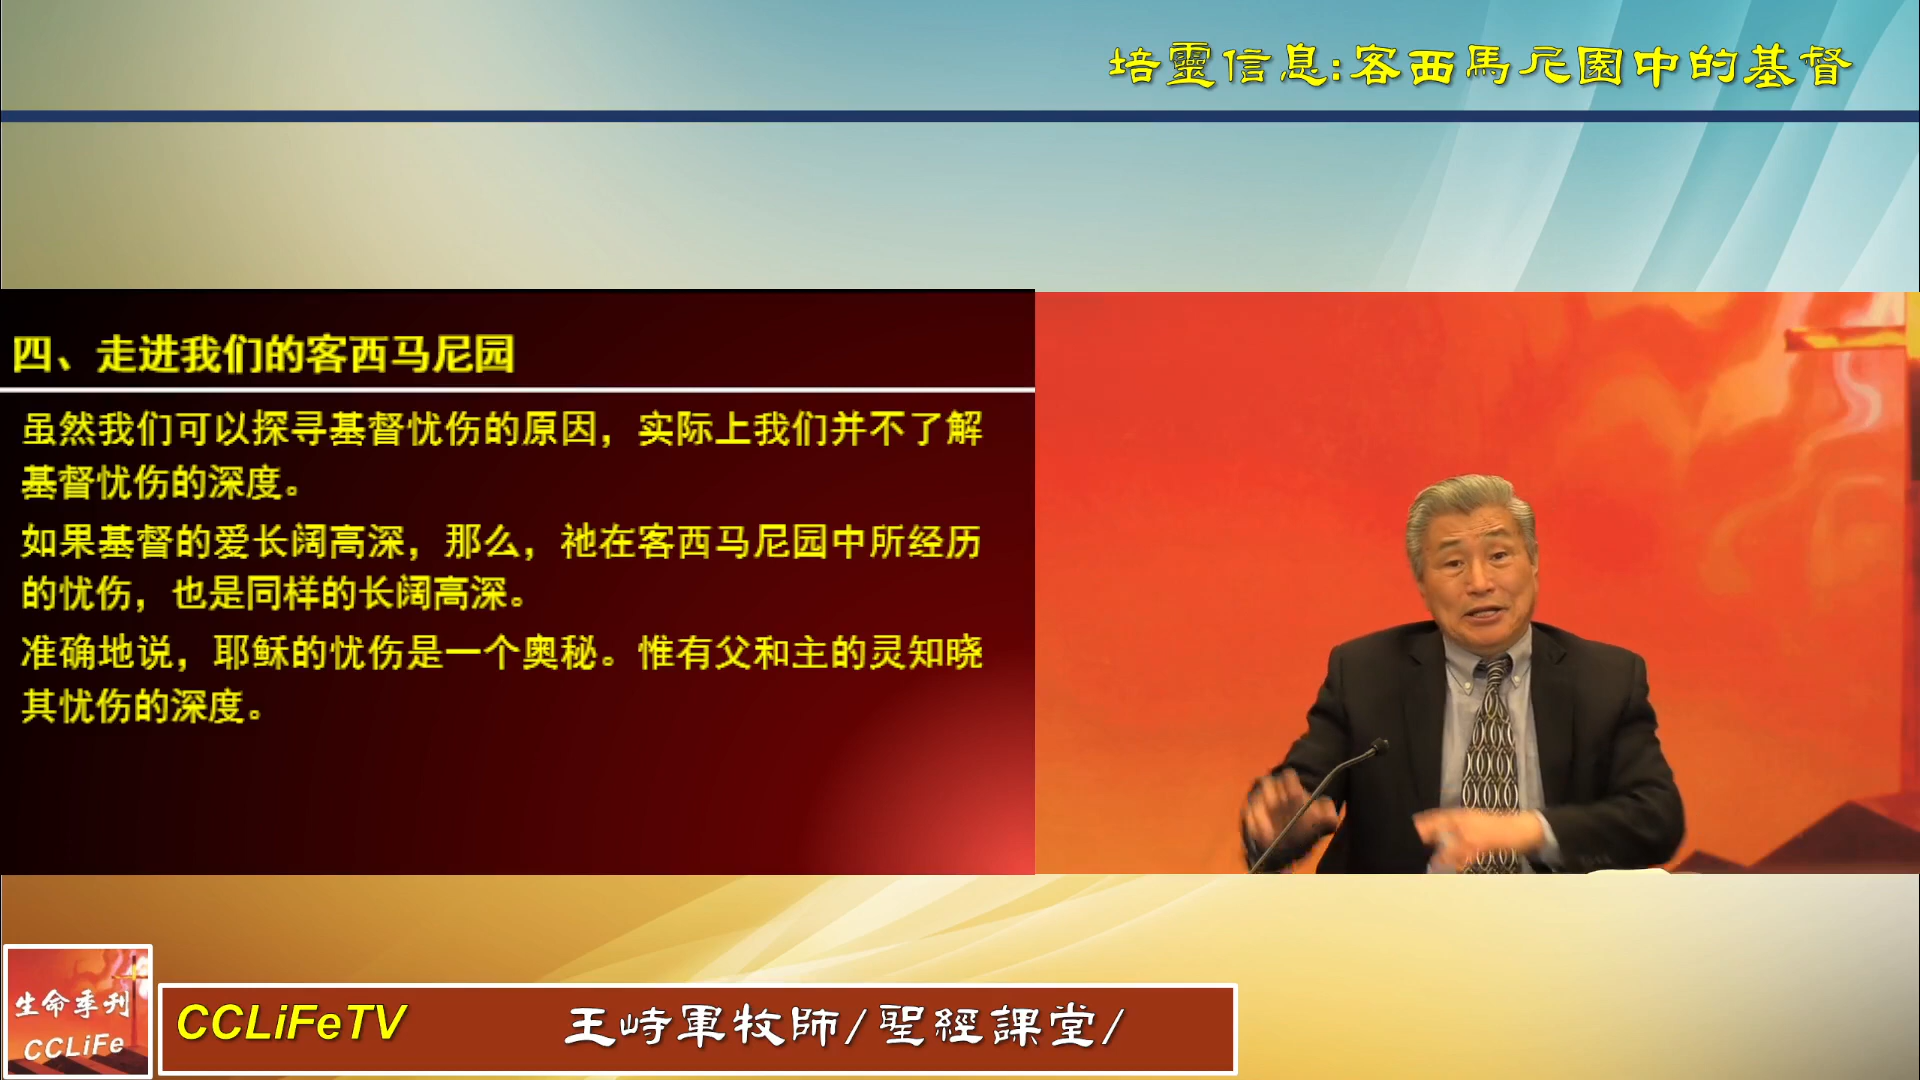 培靈信息:客西馬尼園中的基督
四、走进我们的客西马尼园
虽然我们可以探寻基督忧伤的原因，实际上我们并不了解
基督忧伤的深度。
如果基督的爱长阔高深，那么，祂在客西马尼园中所经历
的忧伤，也是同样的长阔高深。
准确地说，耶稣的忧伤是一个奥秘。惟有父和主的灵知晓
其忧伤的深度。
生命季刊
CCLiFe
CCLiFeTV
王峙軍牧師/聖經課堂/